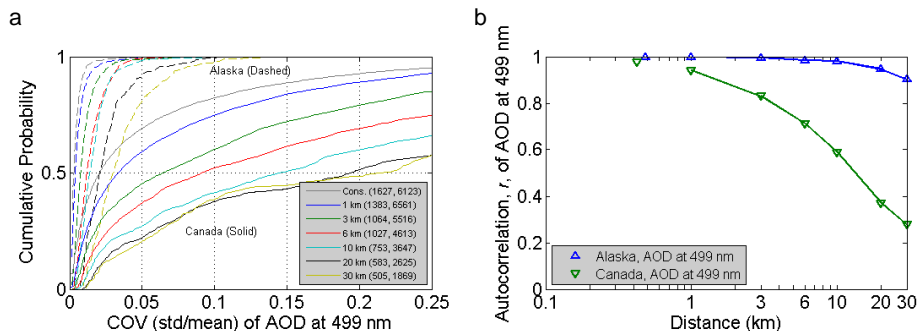 a
1
0.5
0
Cumulative Probability
Alaska (Dashed)
Canada (Solid)
Cons. (1627, 6123)
1 km (1383, 6561)
3 km (1064, 5516)
6 km (1027, 4613)
10 km (753, 3647)
20 km (583, 2625)
30 km (505, 1869)
0 0.05 0.1 0.15 0.2 0.25
COV (std/mean) of AOD at 499 nm
b
1
0.8
0.6
0.4
0.2
0
Autocorrelation, r, of AOD at 499 nm
Alaska, AOD at 499 nm
Canada, AOD at 499 nm
0.1 1 3 6 10 20 30
Distance (km)